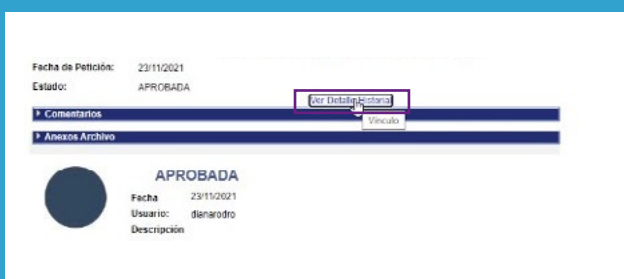 Fecha de Petición: 23/11/2021
Estado: APROBADA
Ver Detalle Historial
Comentarios
Vínculo
Anexos Archivo
APROBADA
Fecha 23/11/2021
Usuario: dianarodro
Descripción